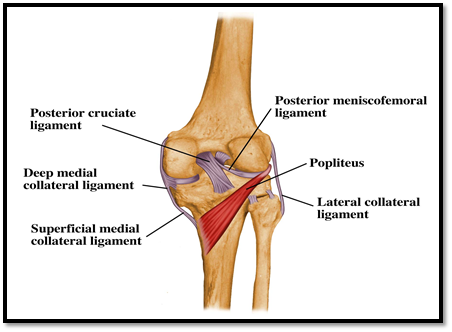 Posterior cruciate
ligament
Deep medial
collateral ligament
Superficial medial
collateral ligament
Posterior meniscofemoral
ligament
Popliteus
Lateral collateral
ligament